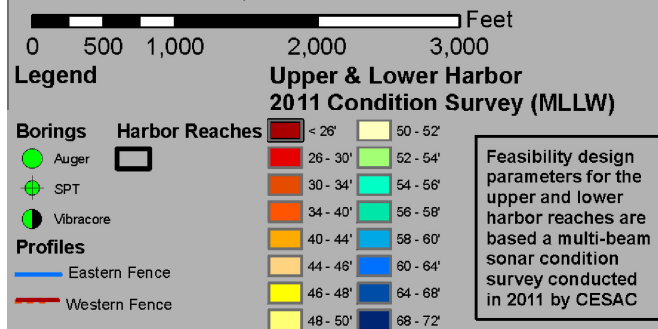 Feet
0 500 1,000 2,000 3,000
Legend
Upper & Lower Harbor
2011 Condition Survey (MLLW)
Borings
Auger
SPT
Vibracore
Profiles
Eastern Fence
Western Fence
Harbor Reaches
< 26'
26 - 30'
30 - 34'
34 - 40'
40 - 44'
44 - 46'
46 - 48'
48 - 50'
50 - 52'
52 - 54'
54 - 56'
56 - 58'
58 - 60'
60 - 64'
64 - 68'
68 - 72'
Feasibility design
parameters for the
upper and lower
harbor reaches are
based a multi-beam
sonar condition
survey conducted
in 2011 by CESAC